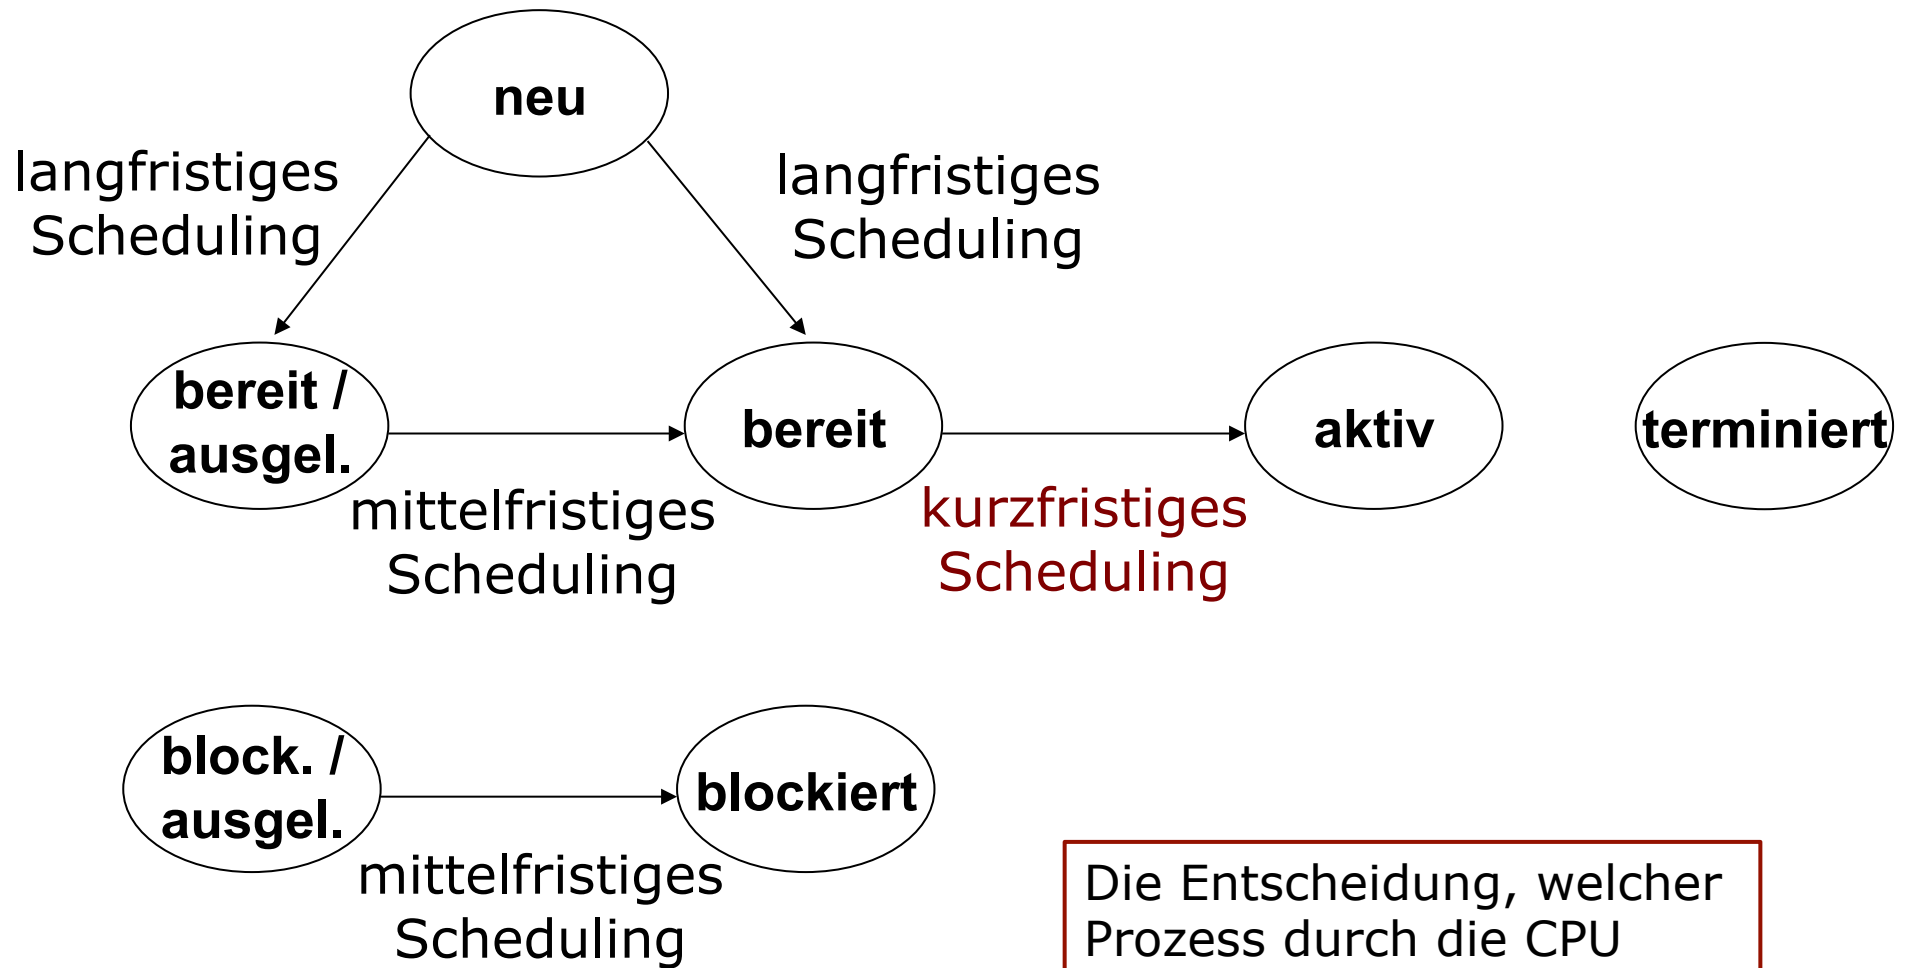 neu
langfristiges
Scheduling
langfristiges
Scheduling
bereit /
ausgel.
bereit
aktiv
terminiert
mittelfristiges
Scheduling
kurzfristiges
Scheduling
block. /
ausgel.
blockiert
mittelfristiges
Scheduling
Die Entscheidung, welcher
Prozess durch die CPU